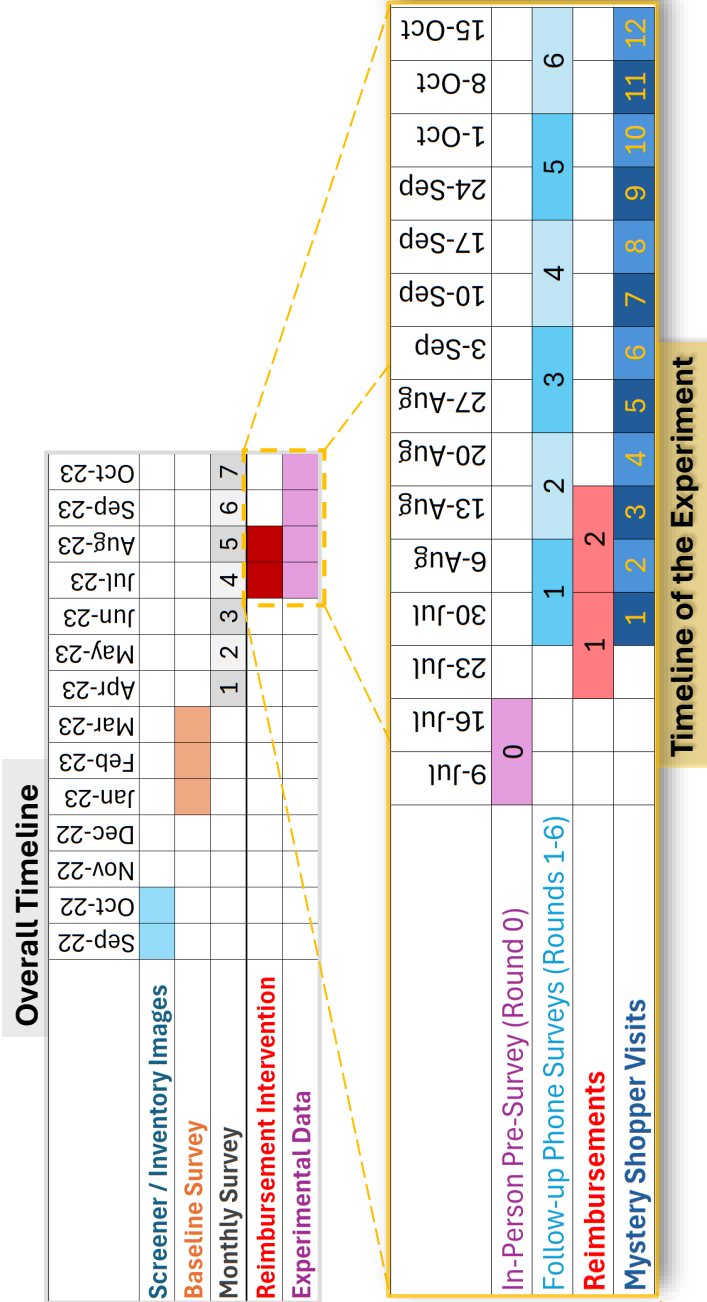 Overall Timeline
Sep-22 Oct-22 Nov-22 Dec-22 Jan-23 Feb-23 Mar-23 Apr-23 May-23 Jun-23 Jul-23 Aug-23 Sep-23 Oct-23
Screener / Inventory Images
Baseline Survey
Monthly Survey 1 2 3 4 5 6 7
Reimbursement Intervention
Experimental Data
9-Jul 16-Jul 23-Jul 30-Jul 6-Aug 13-Aug 20-Aug 27-Aug 3-Sep 10-Sep 17-Sep 24-Sep 1-Oct 8-Oct 15-Oct
In-Person Pre-Survey (Round 0) 0
Follow-up Phone Surveys (Rounds 1-6) 1 2 3 4 5 6
Reimbursements 1 2
Mystery Shopper Visits 1 2 3 4 5 6 7 8 9 10 11 12
Timeline of the Experiment